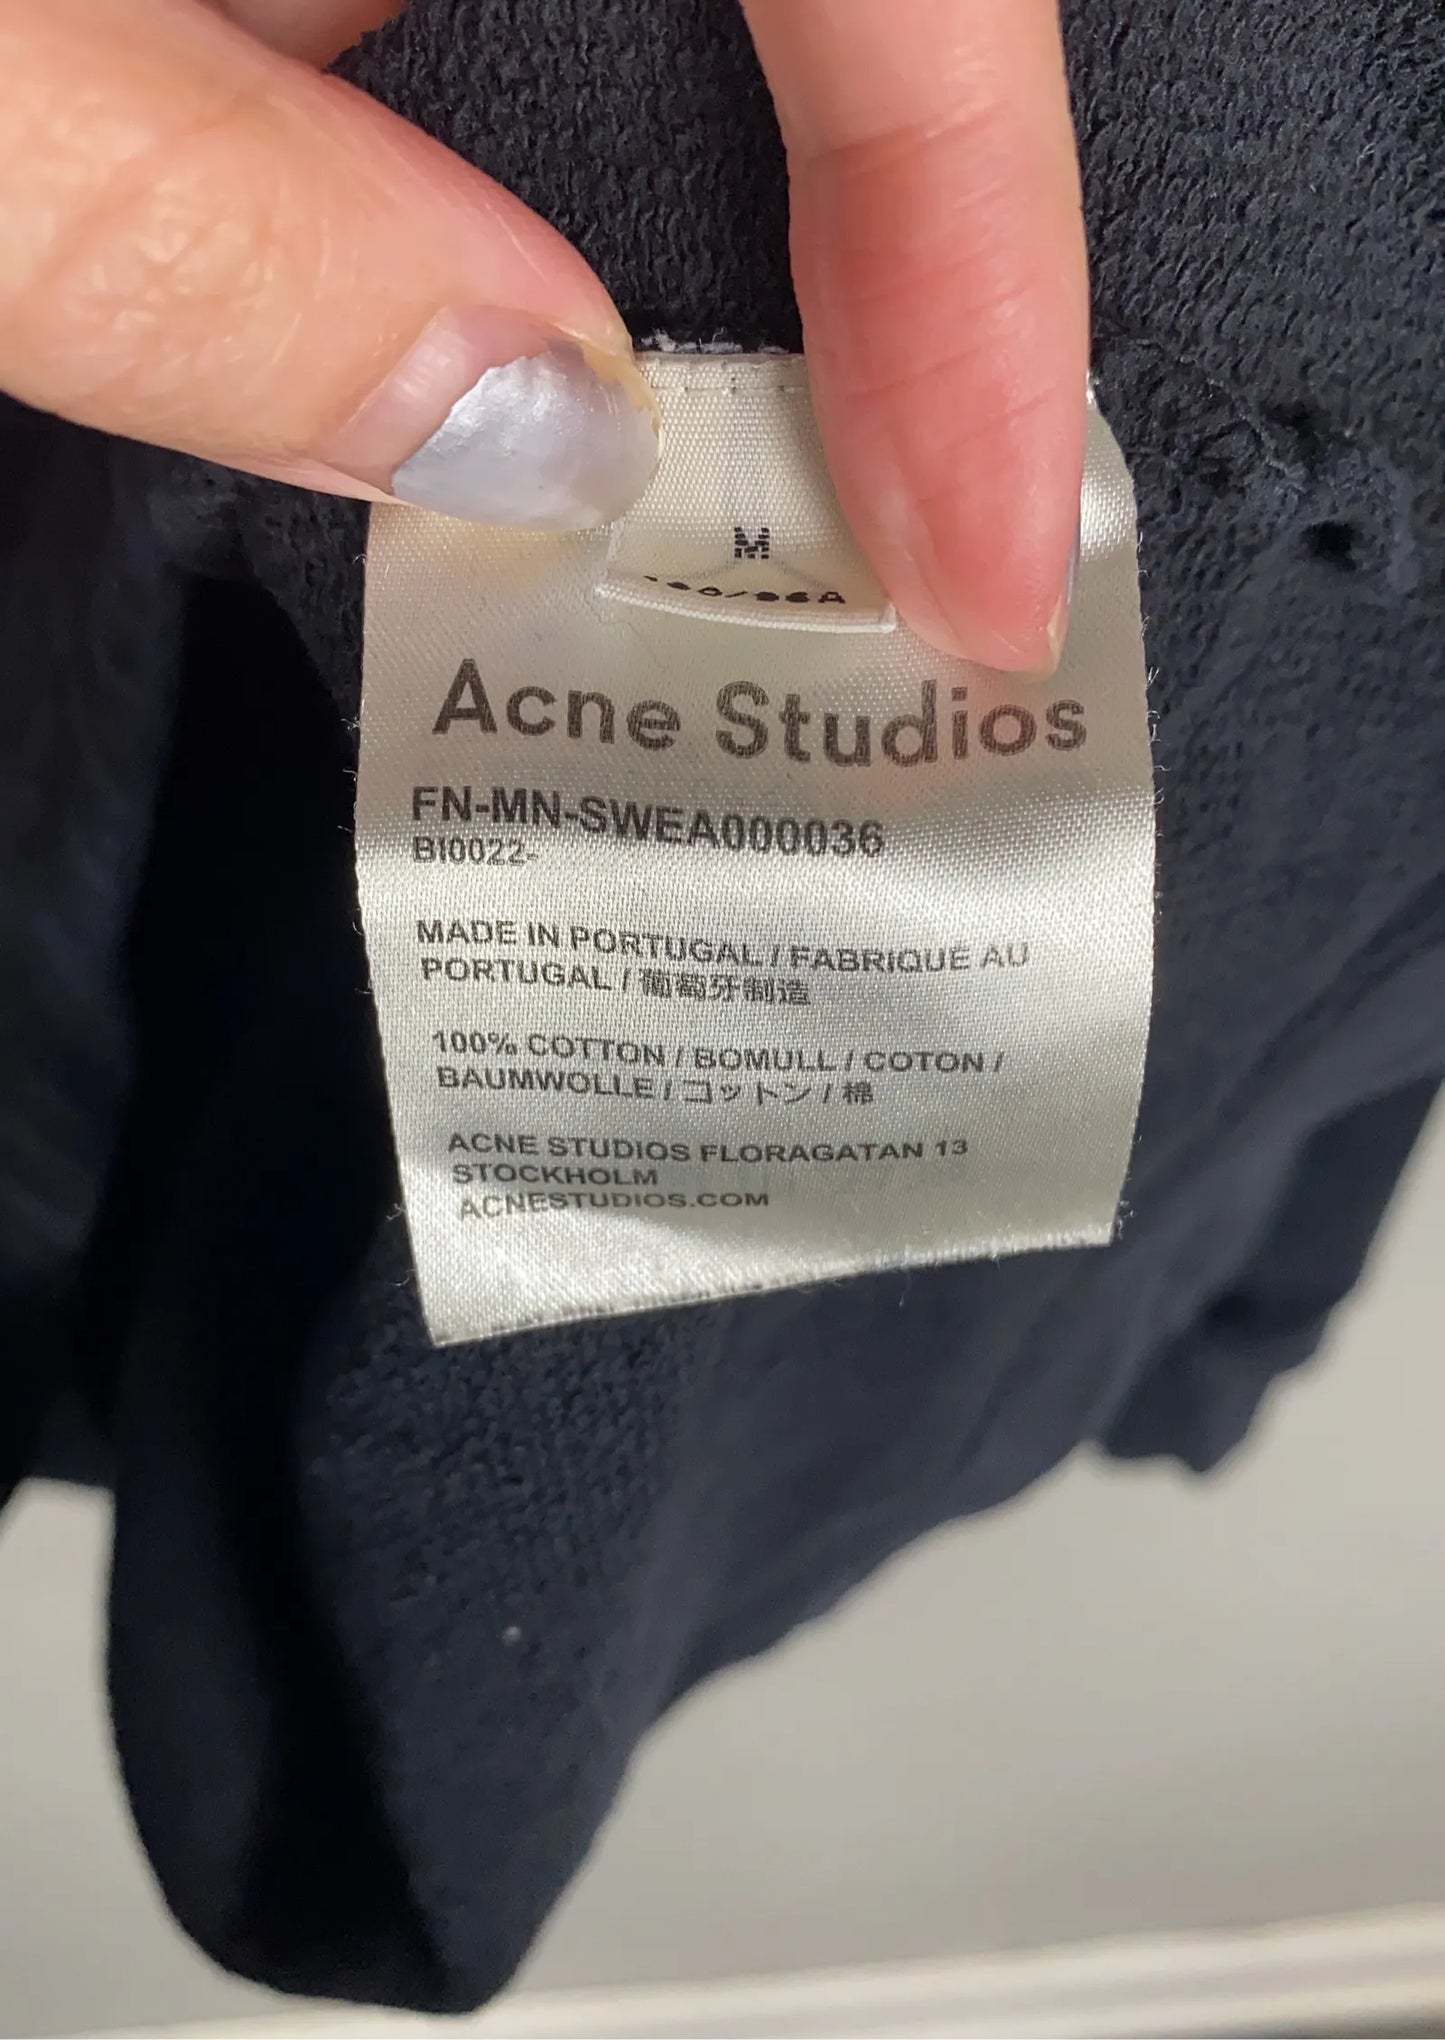 M
Acne Studios
FN-MN-SWEA000036
BI0022-
MADE IN PORTUGAL / FABRIQUÉ AU
PORTUGAL / 葡萄牙制造
100% COTTON / BOMULL / COTON /
BAUMWOLLE / コットン / 棉
ACNE STUDIOS FLORAGATAN 13
STOCKHOLM
ACNESTUDIOS.COM